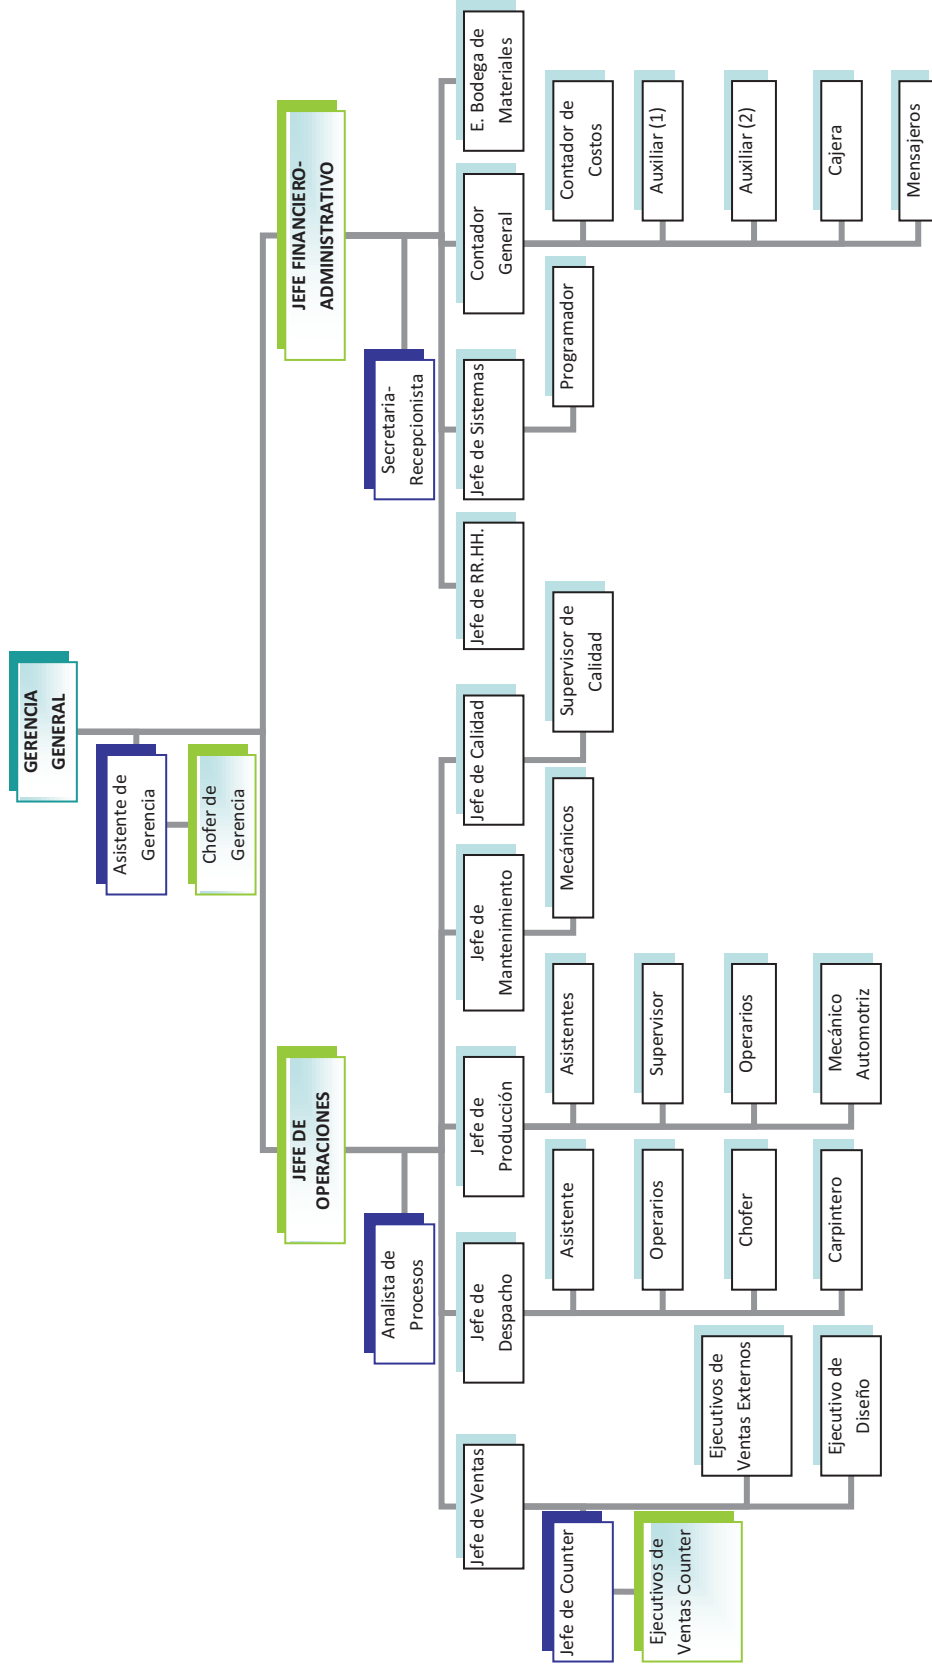 GERENCIA
GENERAL
Asistente de
Gerencia
Chofer de
Gerencia
JEFE DE
OPERACIONES
JEFE FINANCIERO-
ADMINISTRATIVO
Analista de
Procesos
Secretaria-
Recepcionista
Jefe de Ventas
Jefe de
Despacho
Jefe de
Producción
Jefe de
Mantenimiento
Jefe de Calidad
Jefe de RR.HH.
Jefe de Sistemas
Contador
General
E. Bodega de
Materiales
Jefe de Counter
Ejecutivos de
Ventas Counter
Ejecutivos de
Ventas Externos
Ejecutivo de
Diseño
Asistente
Operarios
Chofer
Carpintero
Asistentes
Supervisor
Operarios
Mecánico
Automotriz
Mecánicos
Supervisor de
Calidad
Programador
Contador de
Costos
Auxiliar (1)
Auxiliar (2)
Cajera
Mensajeros